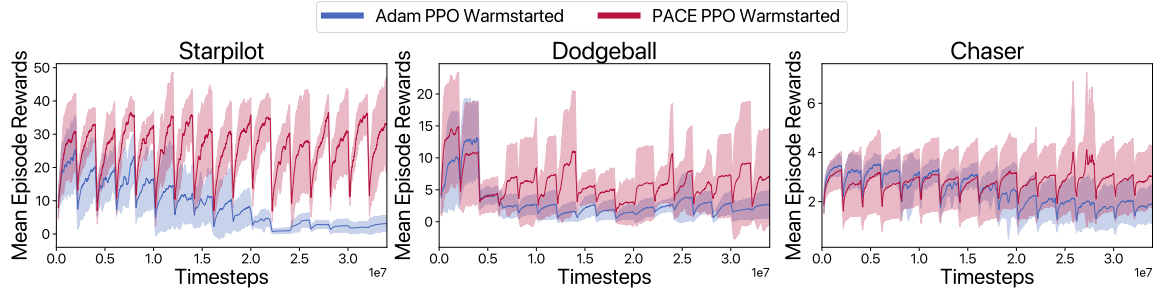 Adam PPO Warmstarted PACE PPO Warmstarted
Starpilot Dodgeball Chaser
Mean Episode Rewards
50
40
30
20
10
0
0.0 0.5 1.0 1.5 2.0 2.5 3.0
1e7
Timesteps
Mean Episode Rewards
20
15
10
5
0
0.0 0.5 1.0 1.5 2.0 2.5 3.0
1e7
Timesteps
Mean Episode Rewards
6
4
2
0.0 0.5 1.0 1.5 2.0 2.5 3.0
1e7
Timesteps